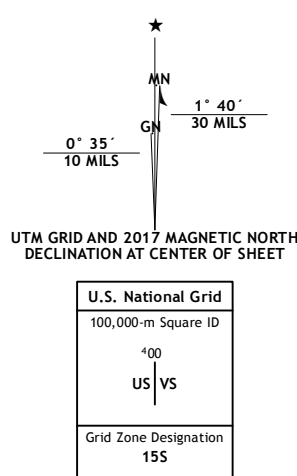 ★
MN
1° 40´
30 MILS
GN
0° 35´
10 MILS
UTM GRID AND 2017 MAGNETIC NORTH
DECLINATION AT CENTER OF SHEET
U.S. National Grid
100,000-m Square ID
⁴00
US VS
Grid Zone Designation
15S